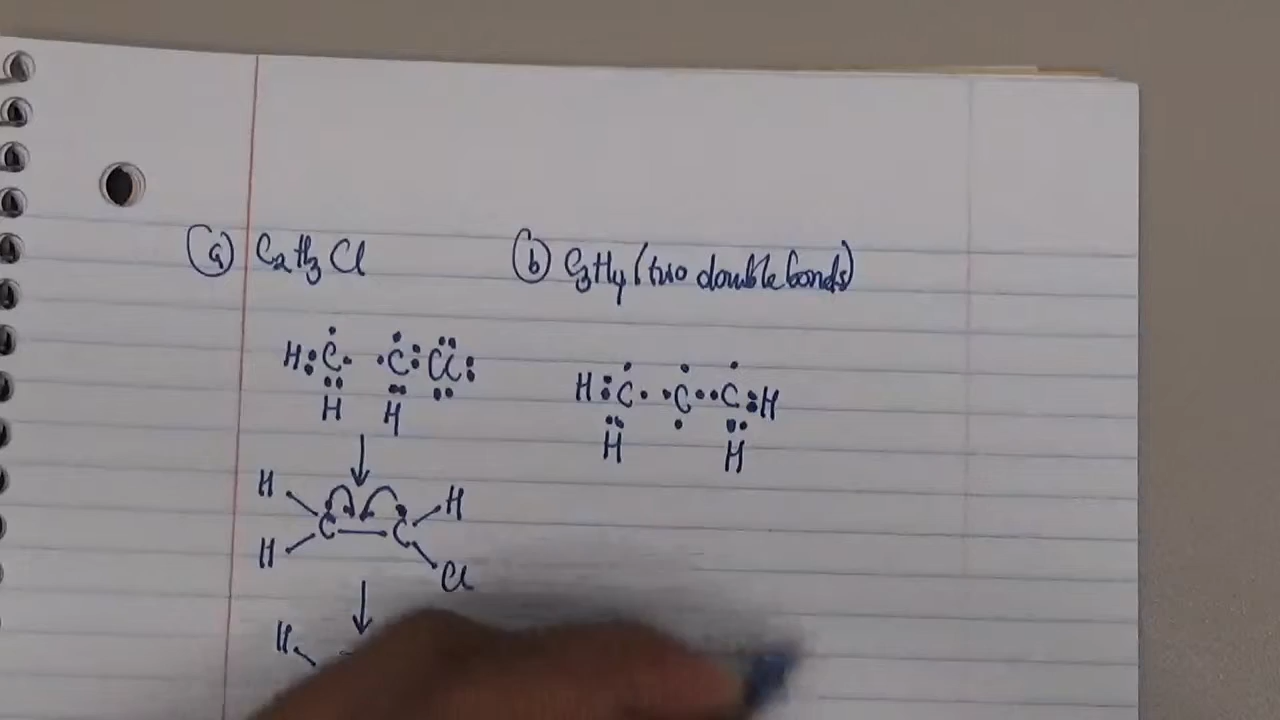 (a) C₂H₃Cl (b) C₃H₄ (two double bonds)
H:C· ·C:Cl: H:C· ·C··C:H
H H H H
H H
C — C
H Cl
H